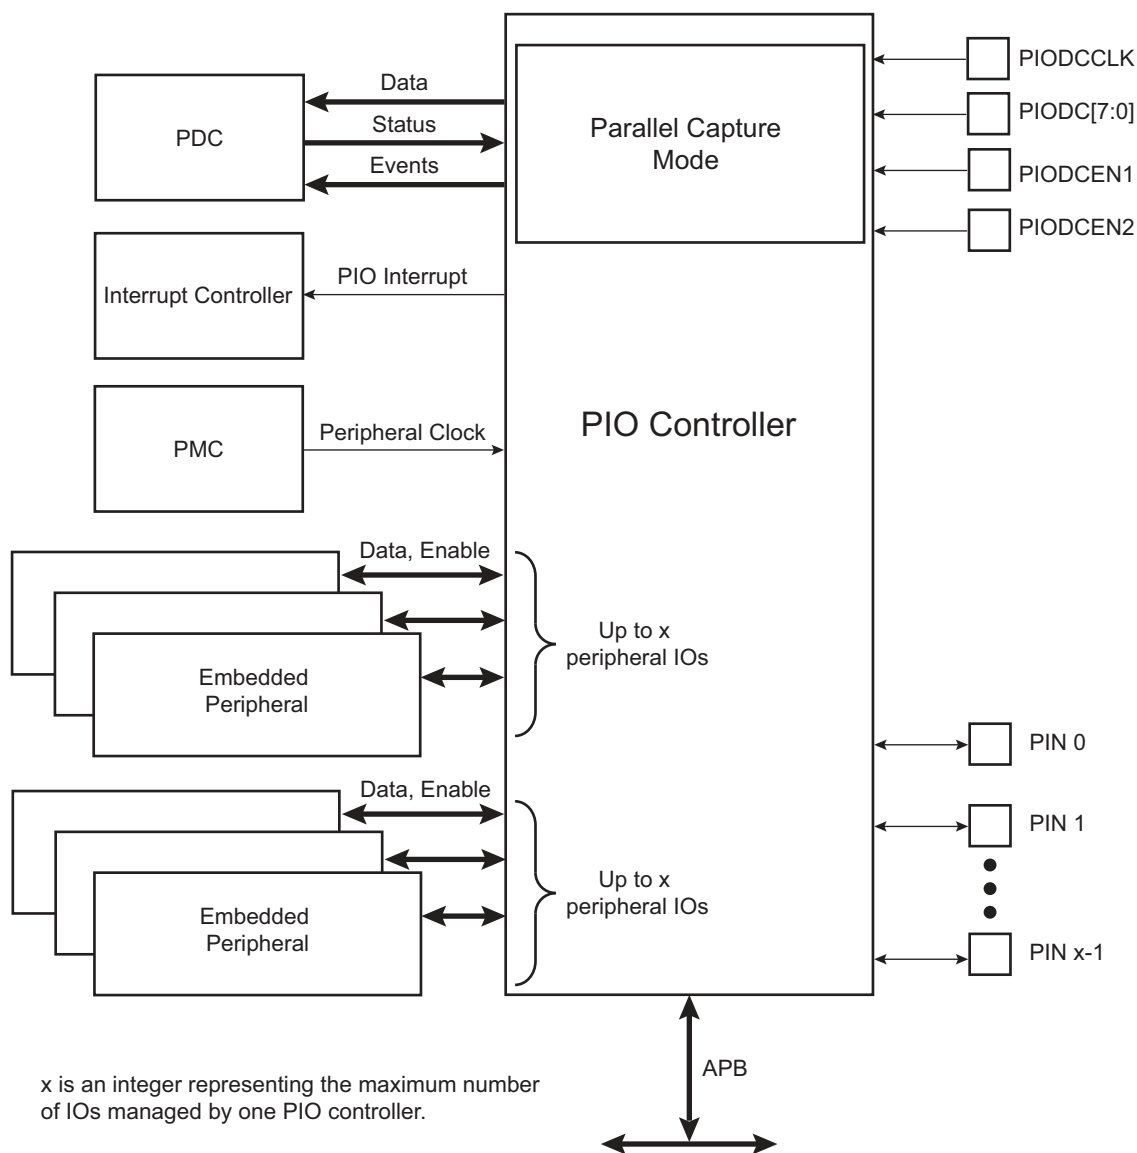 PIODCCLK
Data
PDC
Status
Events
Parallel Capture
Mode
PIODC[7:0]
PIODCEN1
PIODCEN2
PIO Interrupt
Interrupt Controller
PIO Controller
Peripheral Clock
PMC
Data, Enable
Up to x
peripheral IOs
Embedded
Peripheral
PIN 0
Data, Enable
PIN 1
Up to x
peripheral IOs
Embedded
Peripheral
PIN x-1
APB
x is an integer representing the maximum number
of IOs managed by one PIO controller.